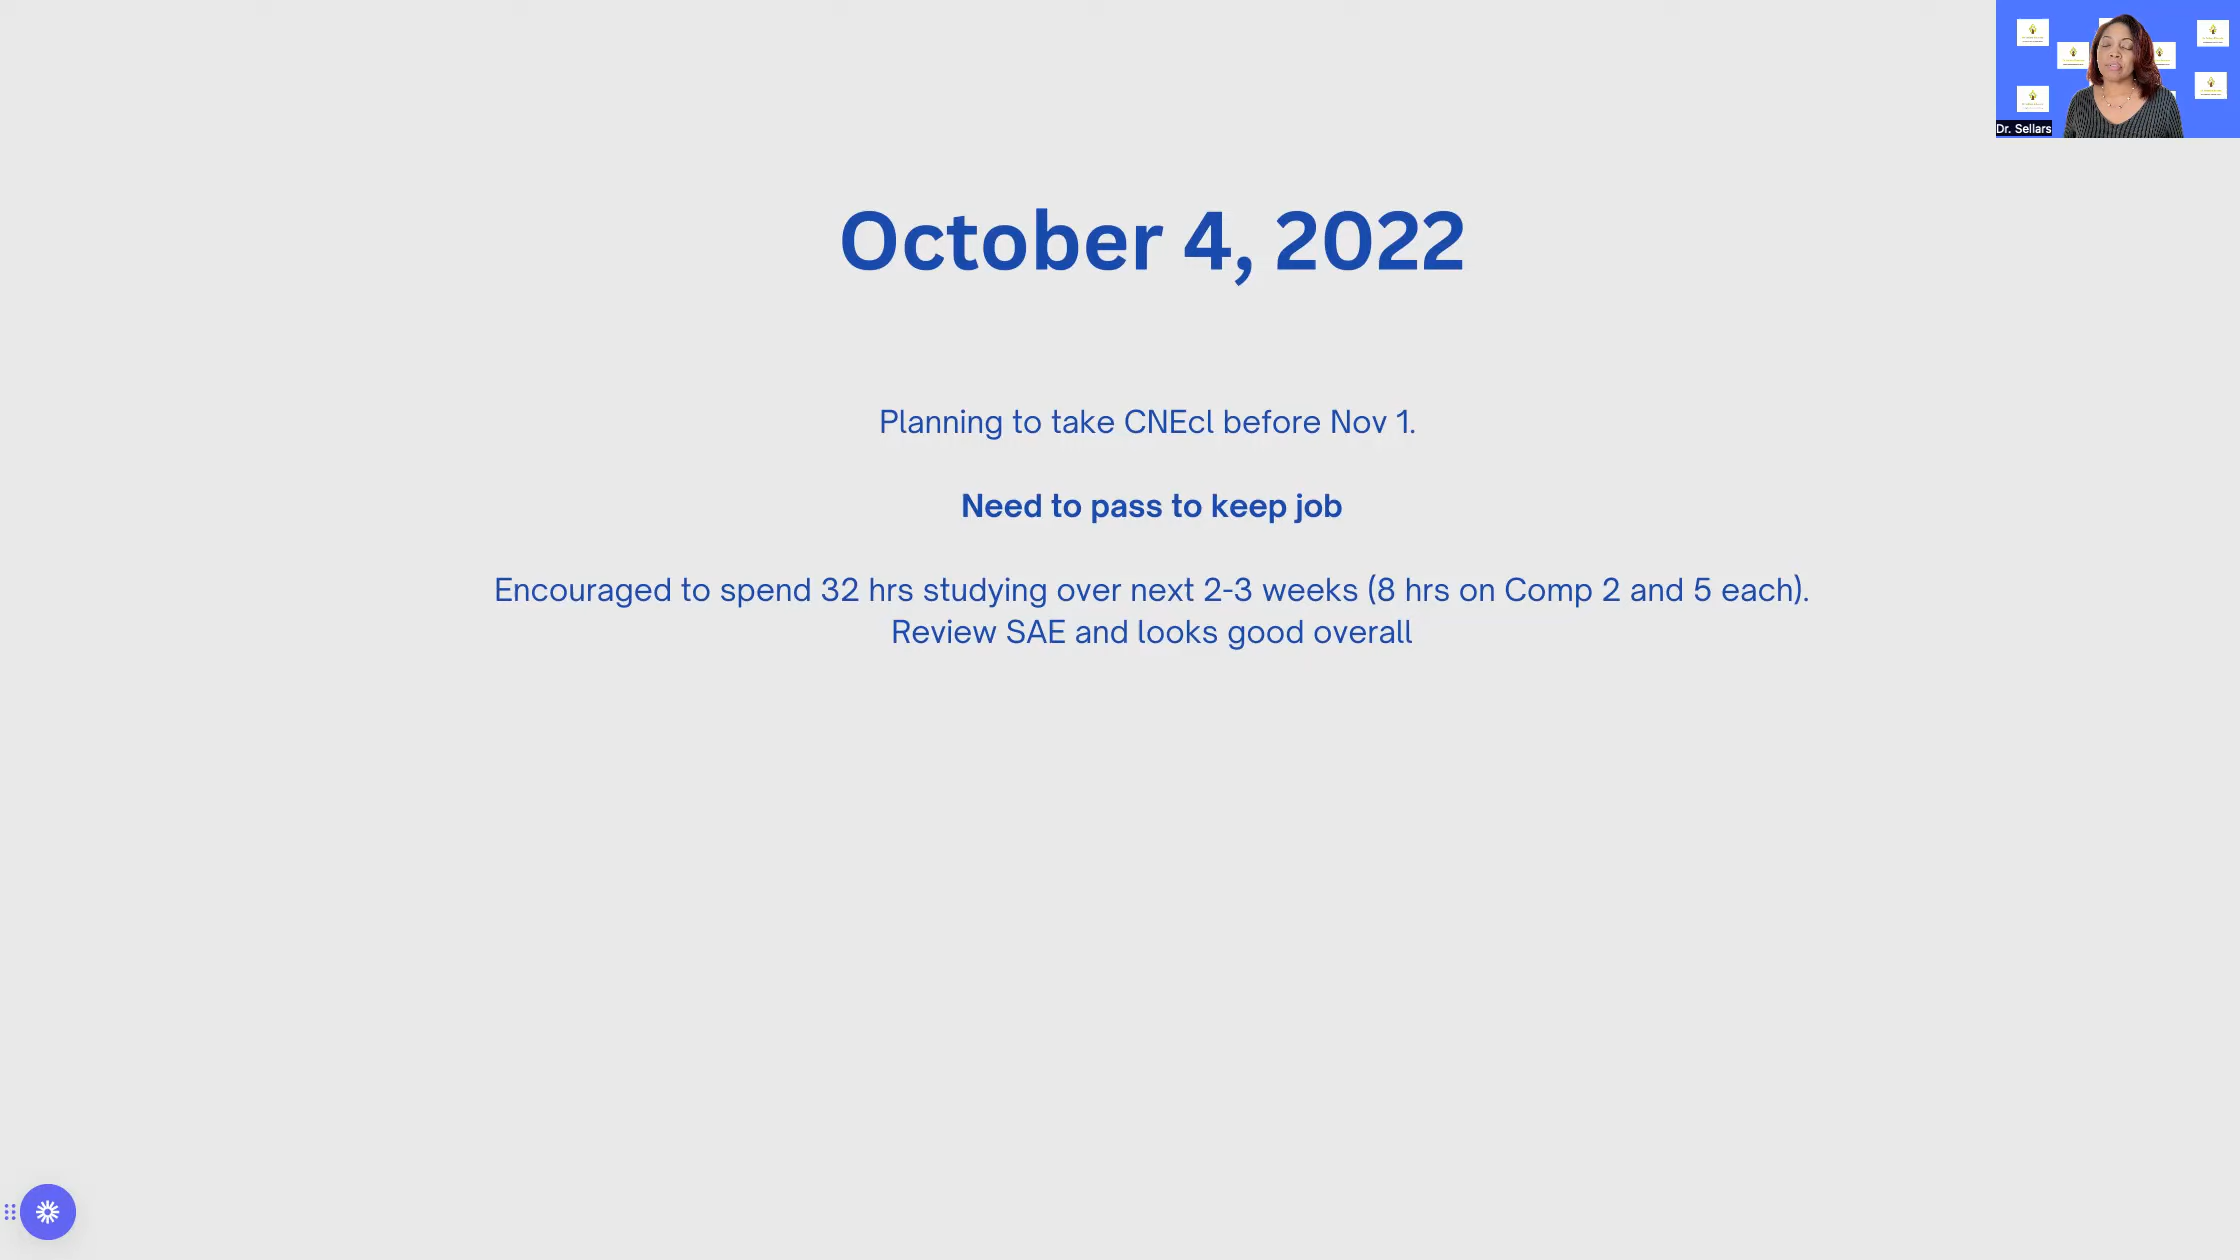 Dr. Sellars
October 4, 2022
Planning to take CNEcl before Nov 1.
Need to pass to keep job
Encouraged to spend 32 hrs studying over next 2-3 weeks (8 hrs on Comp 2 and 5 each).
Review SAE and looks good overall